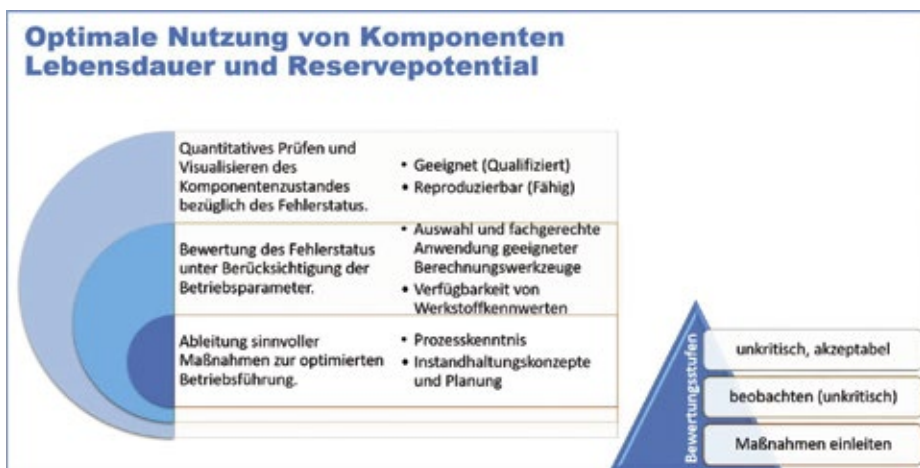 Optimale Nutzung von Komponenten
Lebensdauer und Reservepotential
Quantitatives Prüfen und
Visualisieren des
Komponentenzustandes
bezüglich des Fehlerstatus.
• Geeignet (Qualifiziert)
• Reproduzierbar (Fähig)
Bewertung des Fehlerstatus
unter Berücksichtigung der
Betriebsparameter.
• Auswahl und fachgerechte
Anwendung geeigneter
Berechnungswerkzeuge
• Verfügbarkeit von
Werkstoffkennwerten
Ableitung sinnvoller
Maßnahmen zur optimierten
Betriebsführung.
• Prozesskenntnis
• Instandhaltungskonzepte
und Planung
Bewertungsstufen
unkritisch, akzeptabel
beobachten (unkritisch)
Maßnahmen einleiten